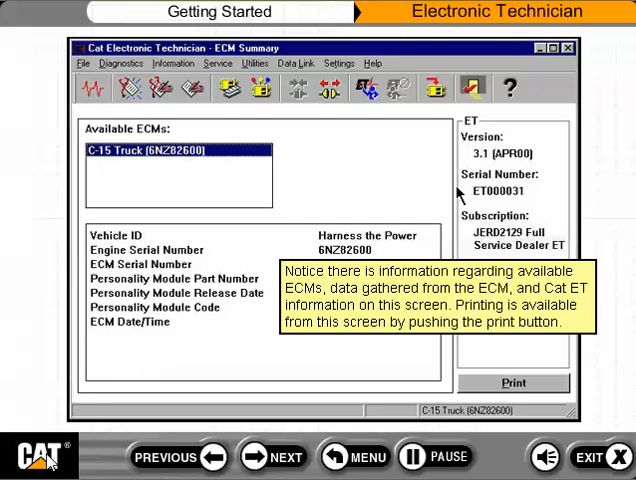 Getting Started
Electronic Technician
Cat Electronic Technician - ECM Summary
File Diagnostics Information Service Utilities Data Link Settings Help
Available ECMs:
C-15 Truck (6NZ82600)
ET
Version:
3.1 (APR00)
Serial Number:
ET000031
Subscription:
JERD2129 Full
Service Dealer ET
Vehicle ID Harness the Power
Engine Serial Number 6NZ82600
ECM Serial Number
Personality Module Part Number
Personality Module Release Date
Personality Module Code
ECM Date/Time
Notice there is information regarding available
ECMs, data gathered from the ECM, and Cat ET
information on this screen. Printing is available
from this screen by pushing the print button.
Print
C-15 Truck (6NZ82600)
CAT ® PREVIOUS NEXT MENU PAUSE EXIT X